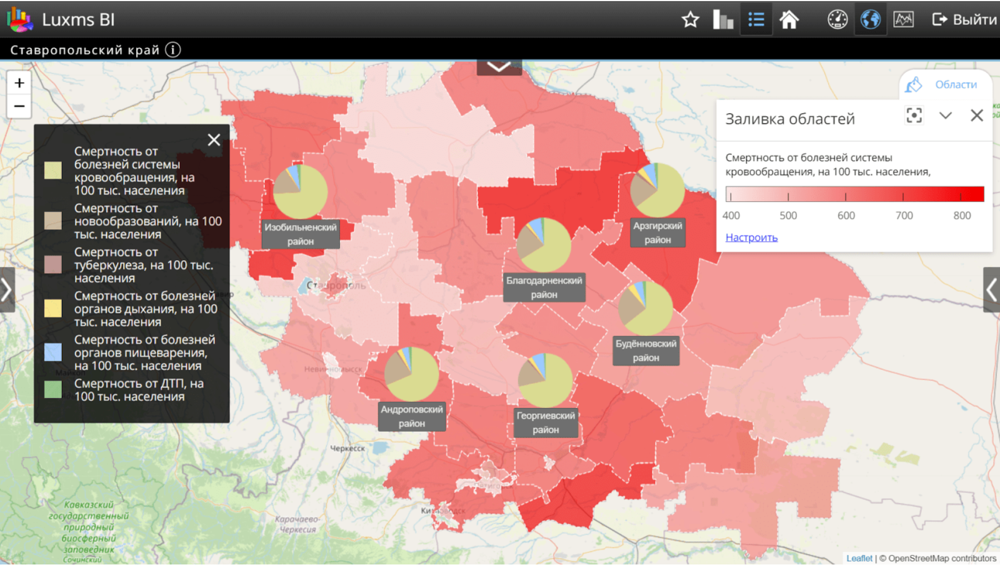 Luxms BI
Выйти
Ставропольский край
Области
Заливка областей
Смертность от болезней системы
кровообращения, на 100 тыс. населения,
400 500 600 700 800
Настроить
Смертность от
болезней системы
кровообращения, на
100 тыс. населения
Смертность от
новообразований, на 100
тыс. населения
Смертность от
туберкулеза, на 100 тыс.
населения
Смертность от болезней
органов дыхания, на 100
тыс. населения
Смертность от болезней
органов пищеварения,
на 100 тыс. населения
Смертность от ДТП, на
100 тыс. населения
Изобильненский
район
Арзгирский
район
Благодарненский
район
Ставрополь
Будённовский
район
Невинномысск
Майкоп
Андроповский
район
Георгиевский
район
Черкесск
Пятигорск
Кисловодск
Карачаево-
Черкесия
Кавказский
государственный
природный
биосферный
заповедник
Сочинский
Leaflet | © OpenStreetMap contributors